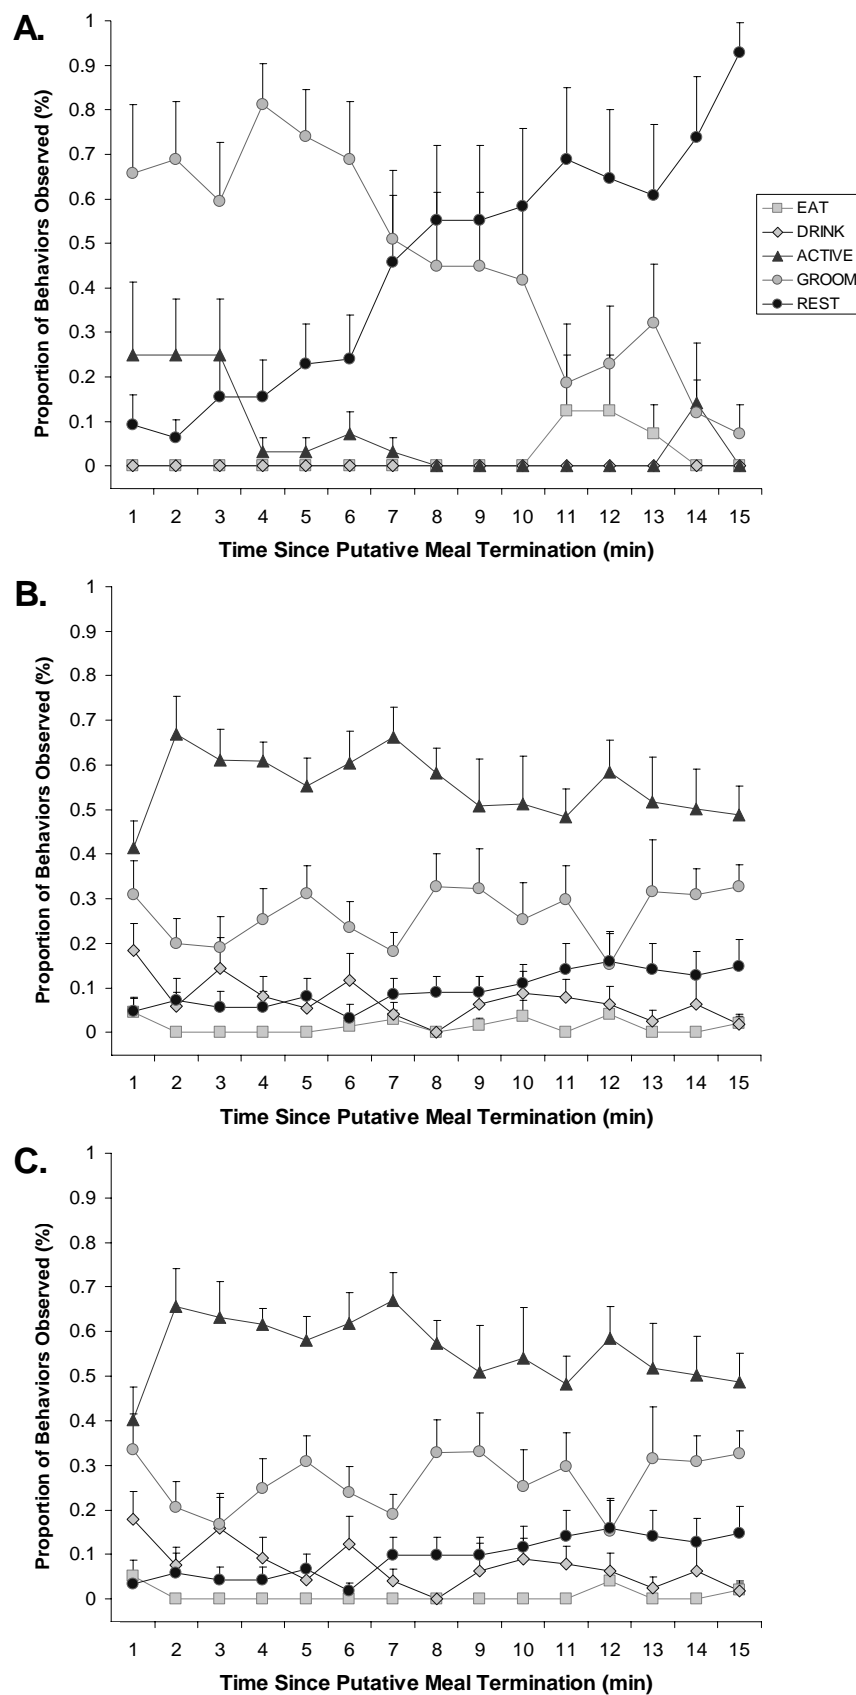 A.
Proportion of Behaviors Observed (%)
1
0.9
0.8
0.7
0.6
0.5
0.4
0.3
0.2
0.1
0
1 2 3 4 5 6 7 8 9 10 11 12 13 14 15
Time Since Putative Meal Termination (min)
EAT
DRINK
ACTIVE
GROOM
REST
B.
Proportion of Behaviors Observed (%)
1
0.9
0.8
0.7
0.6
0.5
0.4
0.3
0.2
0.1
0
1 2 3 4 5 6 7 8 9 10 11 12 13 14 15
Time Since Putative Meal Termination (min)
C.
Proportion of Behaviors Observed (%)
1
0.9
0.8
0.7
0.6
0.5
0.4
0.3
0.2
0.1
0
1 2 3 4 5 6 7 8 9 10 11 12 13 14 15
Time Since Putative Meal Termination (min)